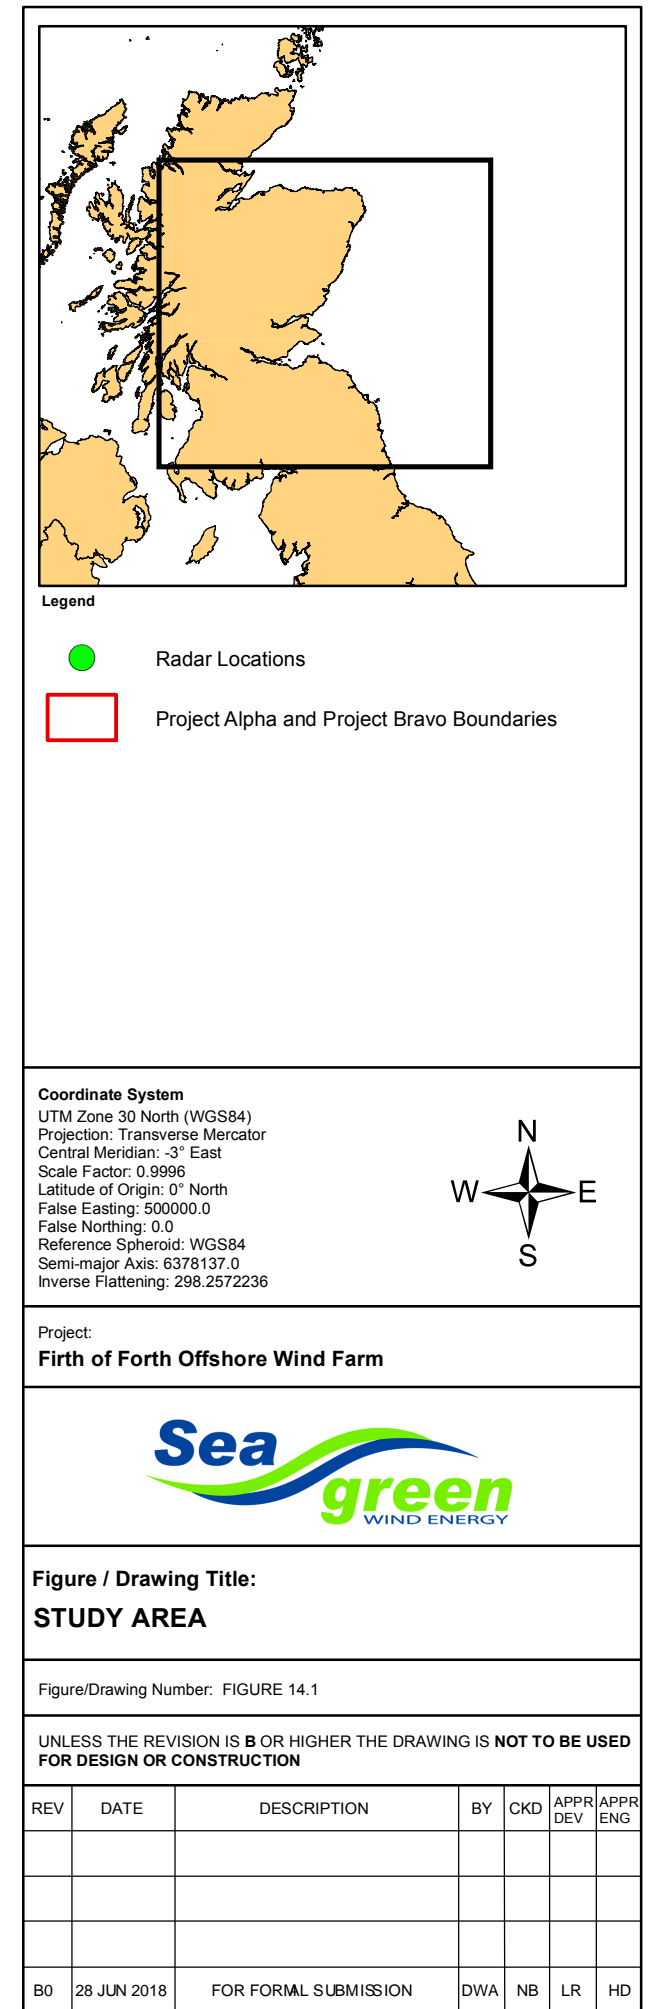 Legend
Radar Locations
Project Alpha and Project Bravo Boundaries
Coordinate System
UTM Zone 30 North (WGS84)
Projection: Transverse Mercator
Central Meridian: -3° East
Scale Factor: 0.9996
Latitude of Origin: 0° North
False Easting: 500000.0
False Northing: 0.0
Reference Spheroid: WGS84
Semi-major Axis: 6378137.0
Inverse Flattening: 298.2572236
N
W E
S
Project:
Firth of Forth Offshore Wind Farm
Sea
green
WIND ENERGY
Figure / Drawing Title:
STUDY AREA
Figure/Drawing Number: FIGURE 14.1
UNLESS THE REVISION IS B OR HIGHER THE DRAWING IS NOT TO BE USED
FOR DESIGN OR CONSTRUCTION
REV DATE DESCRIPTION BY CKD APPR DEV APPR ENG
B0 28 JUN 2018 FOR FORMAL SUBMISSION DWA NB LR HD